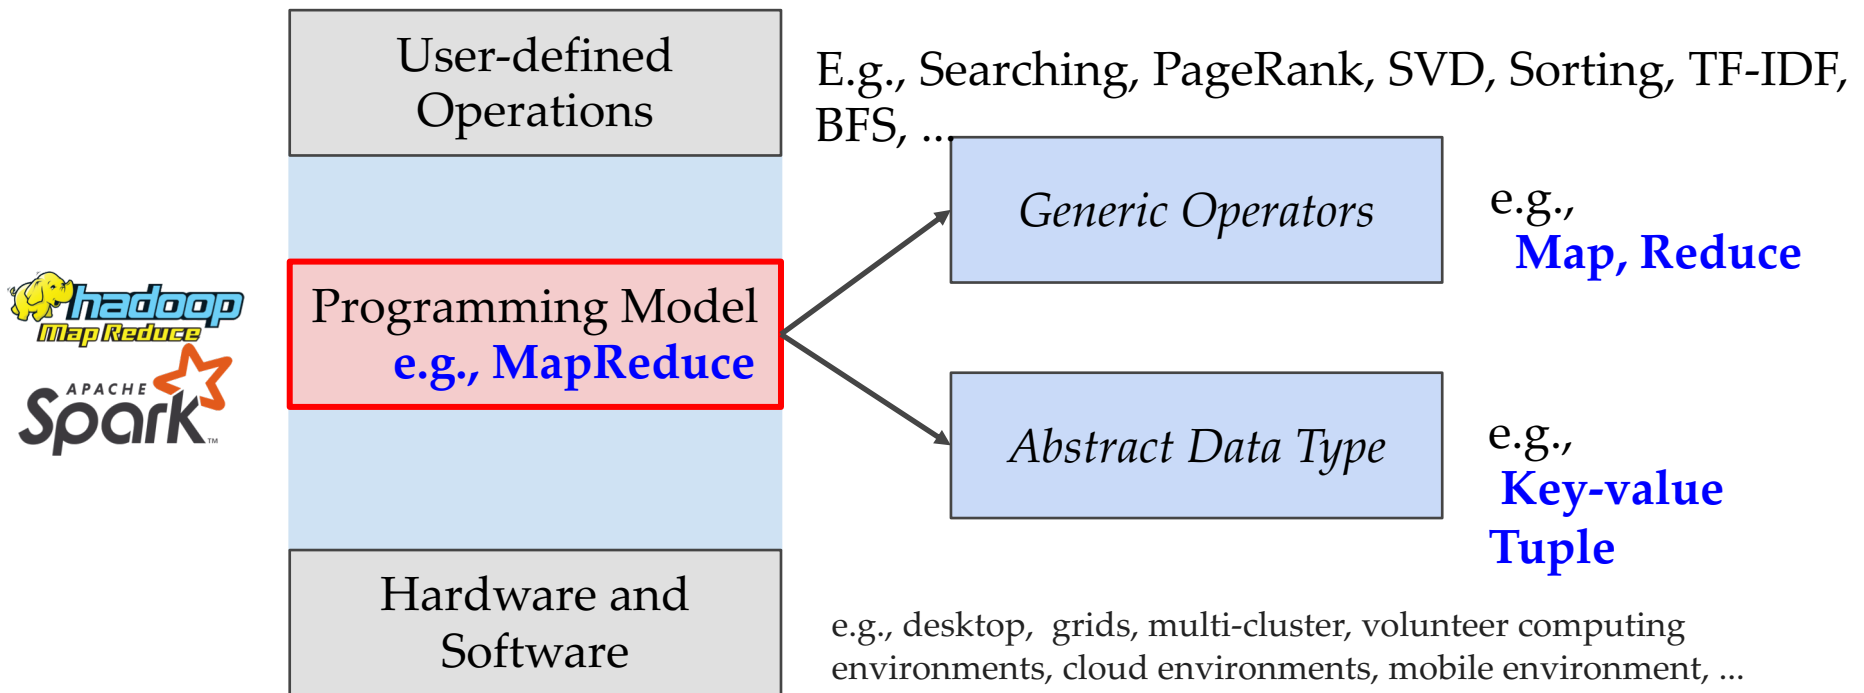 User-defined
Operations
E.g., Searching, PageRank, SVD, Sorting, TF-IDF,
BFS, ...
Generic Operators
e.g.,
Map, Reduce
hadoop
Map Reduce
APACHE
Spark™
Programming Model
e.g., MapReduce
Abstract Data Type
e.g.,
Key-value
Tuple
Hardware and
Software
e.g., desktop, grids, multi-cluster, volunteer computing
environments, cloud environments, mobile environment, ...